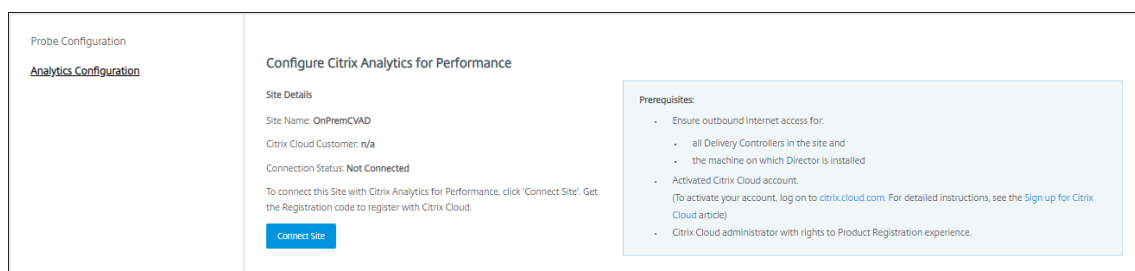 Probe Configuration
Analytics Configuration
Configure Citrix Analytics for Performance
Site Details
Site Name: OnPremCVAD
Citrix Cloud Customer: n/a
Connection Status: Not Connected
To connect this Site with Citrix Analytics for Performance, click 'Connect Site'. Get
the Registration code to register with Citrix Cloud.
Connect Site
Prerequisites:
• Ensure outbound internet access for:
• all Delivery Controllers in the site and
• the machine on which Director is installed
• Activated Citrix Cloud account.
(To activate your account, log on to citrix.cloud.com. For detailed instructions, see the Sign up for Citrix
Cloud article)
• Citrix Cloud administrator with rights to Product Registration experience.